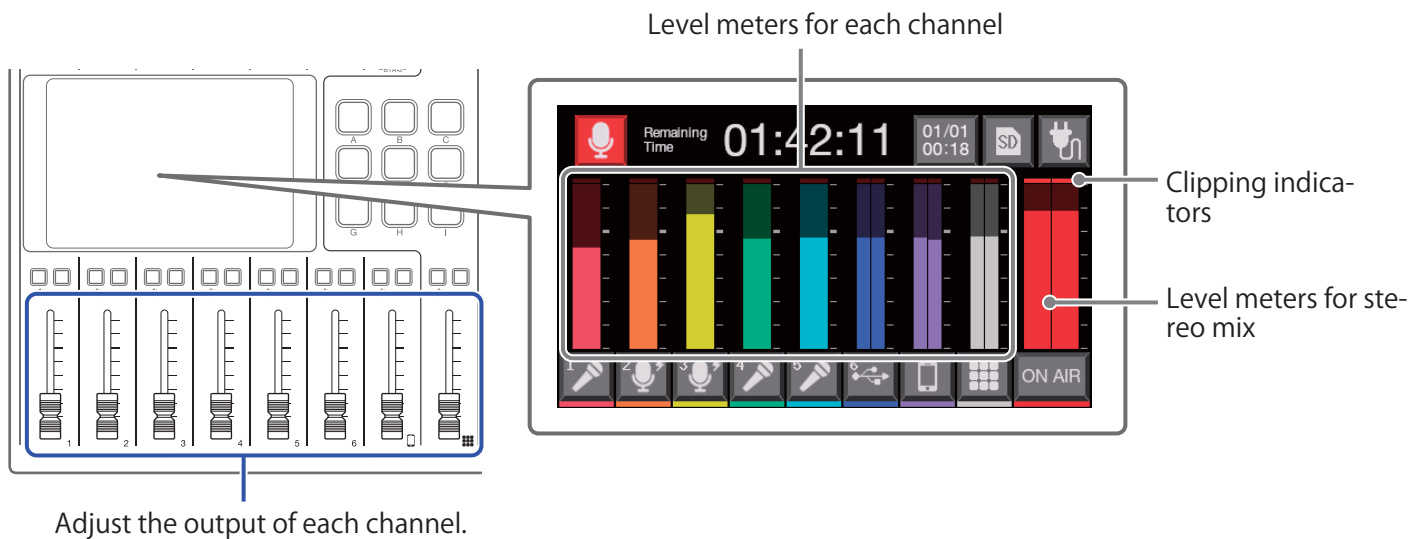 Level meters for each channel
Remaining
Time
01:42:11
01/01
00:18
SD
Clipping indica-
tors
Level meters for ste-
reo mix
1
2
3
4
5
6
ON AIR
A
B
C
G
H
I
1
2
3
4
5
6
Adjust the output of each channel.